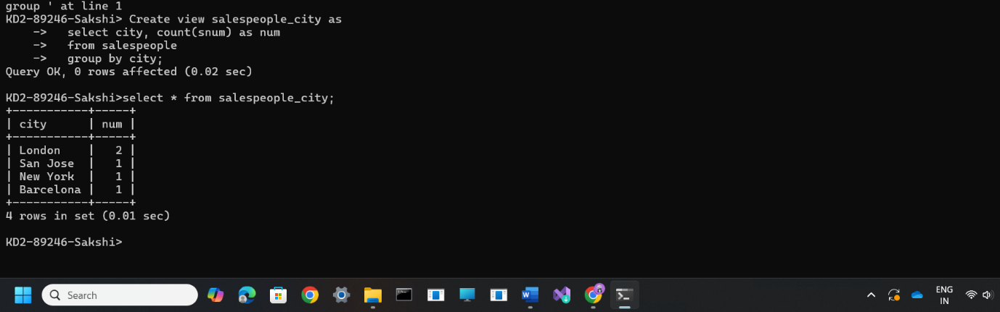 group ' at line 1
KD2-89246-Sakshi> Create view salespeople_city as
    ->   select city, count(snum) as num
    ->   from salespeople
    ->   group by city;
Query OK, 0 rows affected (0.02 sec)
KD2-89246-Sakshi>select * from salespeople_city;
+-----------+-----+
| city      | num |
+-----------+-----+
| London    |   2 |
| San Jose  |   1 |
| New York  |   1 |
| Barcelona |   1 |
+-----------+-----+
4 rows in set (0.01 sec)
KD2-89246-Sakshi>
Search
ENG
IN